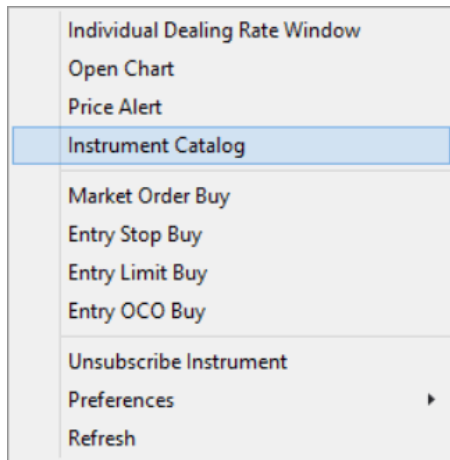 Individual Dealing Rate Window
Open Chart
Price Alert
Instrument Catalog
Market Order Buy
Entry Stop Buy
Entry Limit Buy
Entry OCO Buy
Unsubscribe Instrument
Preferences
Refresh